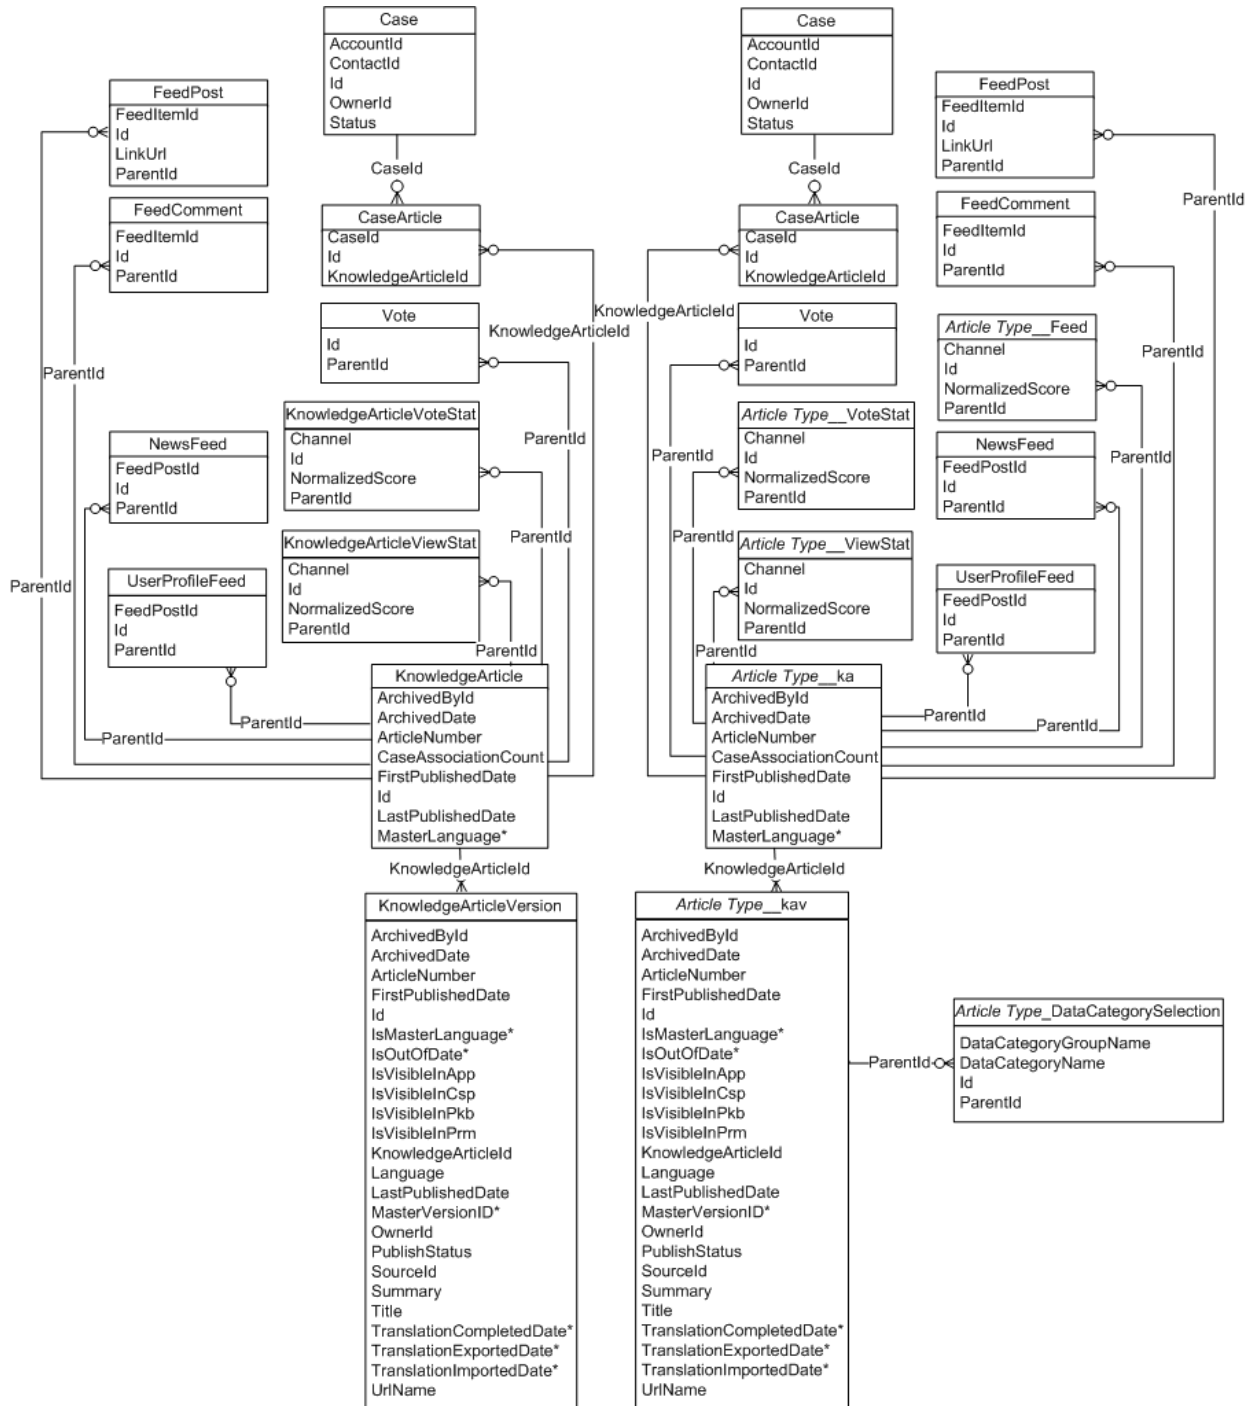 Case
AccountId
ContactId
Id
OwnerId
Status
CaseId
FeedPost
FeedItemId
Id
LinkUrl
ParentId
FeedComment
FeedItemId
Id
ParentId
CaseArticle
CaseId
Id
KnowledgeArticleId
Vote
Id
ParentId
KnowledgeArticleId
ParentId
KnowledgeArticleVoteStat
Channel
Id
NormalizedScore
ParentId
ParentId
NewsFeed
FeedPostId
Id
ParentId
KnowledgeArticleViewStat
Channel
Id
NormalizedScore
ParentId
ParentId
ParentId
UserProfileFeed
FeedPostId
Id
ParentId
ParentId
ParentId
ParentId
KnowledgeArticle
ArchivedById
ArchivedDate
ArticleNumber
CaseAssociationCount
FirstPublishedDate
Id
LastPublishedDate
MasterLanguage*
KnowledgeArticleId
KnowledgeArticleVersion
ArchivedById
ArchivedDate
ArticleNumber
FirstPublishedDate
Id
IsMasterLanguage*
IsOutOfDate*
IsVisibleInApp
IsVisibleInCsp
IsVisibleInPkb
IsVisibleInPrm
KnowledgeArticleId
Language
LastPublishedDate
MasterVersionID*
OwnerId
PublishStatus
SourceId
Summary
Title
TranslationCompletedDate*
TranslationExportedDate*
TranslationImportedDate*
UrlName
Case
AccountId
ContactId
Id
OwnerId
Status
CaseId
FeedPost
FeedItemId
Id
LinkUrl
ParentId
ParentId
CaseArticle
CaseId
Id
KnowledgeArticleId
FeedComment
FeedItemId
Id
ParentId
KnowledgeArticleId
Vote
Id
ParentId
Article Type__Feed
Channel
Id
NormalizedScore
ParentId
Article Type__VoteStat
Channel
Id
NormalizedScore
ParentId
ParentId
ParentId
NewsFeed
FeedPostId
Id
ParentId
ParentId
Article Type__ViewStat
Channel
Id
NormalizedScore
ParentId
UserProfileFeed
FeedPostId
Id
ParentId
ParentId
ParentId
ParentId
Article Type__ka
ArchivedById
ArchivedDate
ArticleNumber
CaseAssociationCount
FirstPublishedDate
Id
LastPublishedDate
MasterLanguage*
KnowledgeArticleId
Article Type__kav
ArchivedById
ArchivedDate
ArticleNumber
FirstPublishedDate
Id
IsMasterLanguage*
IsOutOfDate*
IsVisibleInApp
IsVisibleInCsp
IsVisibleInPkb
IsVisibleInPrm
KnowledgeArticleId
Language
LastPublishedDate
MasterVersionID*
OwnerId
PublishStatus
SourceId
Summary
Title
TranslationCompletedDate*
TranslationExportedDate*
TranslationImportedDate*
UrlName
ParentId
Article Type_DataCategorySelection
DataCategoryGroupName
DataCategoryName
Id
ParentId